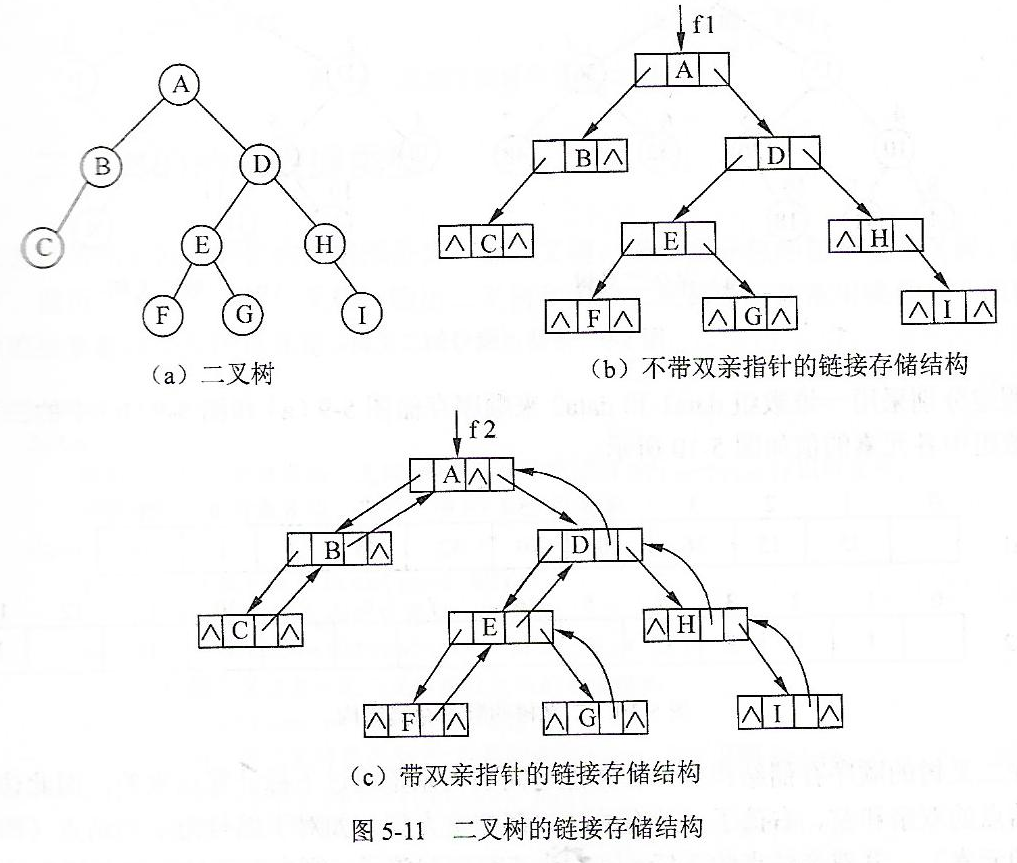 f1
A
A
B
D
B ∧
D
C
E
H
∧ C ∧
E
∧ H
F
G
I
∧ F ∧
∧ G ∧
∧ I ∧
(a) 二叉树
(b) 不带双亲指针的链接存储结构
f2
A ∧
B ∧
D
∧ C ∧
E
∧ H
∧ F ∧
∧ G ∧
∧ I ∧
(c) 带双亲指针的链接存储结构
图 5-11 二叉树的链接存储结构